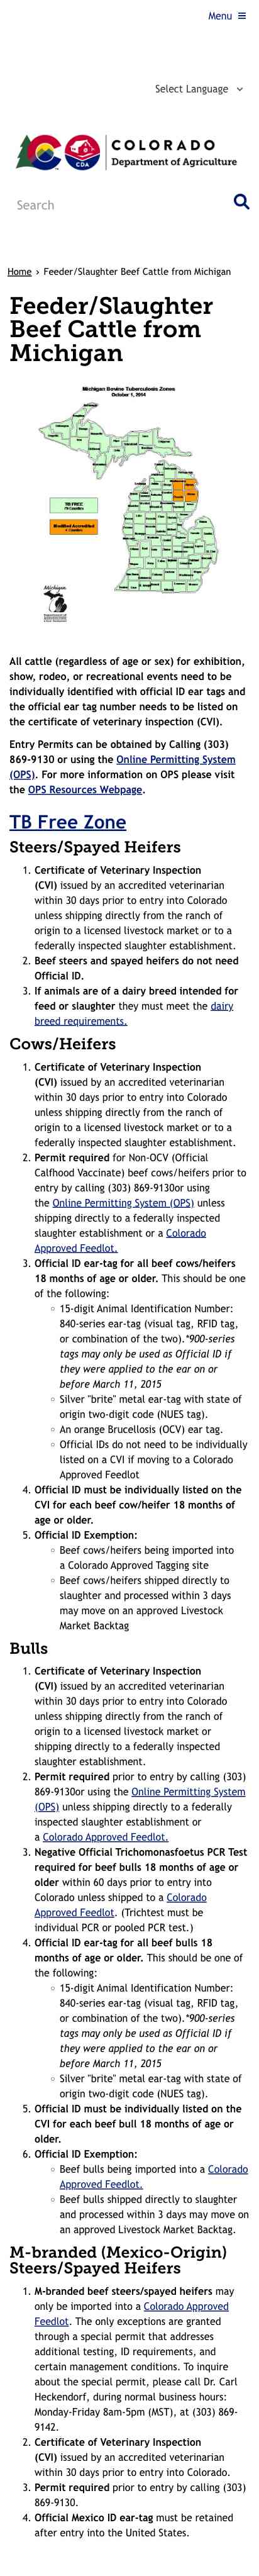 Menu
Select Language
COLORADO
Department of Agriculture
CDA
Search
Home › Feeder/Slaughter Beef Cattle from Michigan
Feeder/Slaughter
Beef Cattle from
Michigan
Michigan Bovine Tuberculosis Zones
October 1, 2014
TB FREE
Modified Accredited
Michigan
All cattle (regardless of age or sex) for exhibition,
show, rodeo, or recreational events need to be
individually identified with official ID ear tags and
the official ear tag number needs to be listed on
the certificate of veterinary inspection (CVI).
Entry Permits can be obtained by Calling (303)
869-9130 or using the Online Permitting System
(OPS). For more information on OPS please visit
the OPS Resources Webpage.
TB Free Zone
Steers/Spayed Heifers
1. Certificate of Veterinary Inspection
(CVI) issued by an accredited veterinarian
within 30 days prior to entry into Colorado
unless shipping directly from the ranch of
origin to a licensed livestock market or to a
federally inspected slaughter establishment.
2. Beef steers and spayed heifers do not need
Official ID.
3. If animals are of a dairy breed intended for
feed or slaughter they must meet the dairy
breed requirements.
Cows/Heifers
1. Certificate of Veterinary Inspection
(CVI) issued by an accredited veterinarian
within 30 days prior to entry into Colorado
unless shipping directly from the ranch of
origin to a licensed livestock market or to a
federally inspected slaughter establishment.
2. Permit required for Non-OCV (Official
Calfhood Vaccinate) beef cows/heifers prior to
entry by calling (303) 869-9130or using
the Online Permitting System (OPS) unless
shipping directly to a federally inspected
slaughter establishment or a Colorado
Approved Feedlot.
3. Official ID ear-tag for all beef cows/heifers
18 months of age or older. This should be one
of the following:
◦ 15-digit Animal Identification Number:
840-series ear-tag (visual tag, RFID tag,
or combination of the two).*900-series
tags may only be used as Official ID if
they were applied to the ear on or
before March 11, 2015
◦ Silver "brite" metal ear-tag with state of
origin two-digit code (NUES tag).
◦ An orange Brucellosis (OCV) ear tag.
◦ Official IDs do not need to be individually
listed on a CVI if moving to a Colorado
Approved Feedlot
4. Official ID must be individually listed on the
CVI for each beef cow/heifer 18 months of
age or older.
5. Official ID Exemption:
◦ Beef cows/heifers being imported into
a Colorado Approved Tagging site
◦ Beef cows/heifers shipped directly to
slaughter and processed within 3 days
may move on an approved Livestock
Market Backtag
Bulls
1. Certificate of Veterinary Inspection
(CVI) issued by an accredited veterinarian
within 30 days prior to entry into Colorado
unless shipping directly from the ranch of
origin to a licensed livestock market or
shipping directly to a federally inspected
slaughter establishment.
2. Permit required prior to entry by calling (303)
869-9130or using the Online Permitting System
(OPS) unless shipping directly to a federally
inspected slaughter establishment or
a Colorado Approved Feedlot.
3. Negative Official Trichomonasfoetus PCR Test
required for beef bulls 18 months of age or
older within 60 days prior to entry into
Colorado unless shipped to a Colorado
Approved Feedlot. (Trichtest must be
individual PCR or pooled PCR test.)
4. Official ID ear-tag for all beef bulls 18
months of age or older. This should be one of
the following:
◦ 15-digit Animal Identification Number:
840-series ear-tag (visual tag, RFID tag,
or combination of the two).*900-series
tags may only be used as Official ID if
they were applied to the ear on or
before March 11, 2015
◦ Silver "brite" metal ear-tag with state of
origin two-digit code (NUES tag).
5. Official ID must be individually listed on the
CVI for each beef bull 18 months of age or
older.
6. Official ID Exemption:
◦ Beef bulls being imported into a Colorado
Approved Feedlot.
◦ Beef bulls shipped directly to slaughter
and processed within 3 days may move on
an approved Livestock Market Backtag.
M-branded (Mexico-Origin)
Steers/Spayed Heifers
1. M-branded beef steers/spayed heifers may
only be imported into a Colorado Approved
Feedlot. The only exceptions are granted
through a special permit that addresses
additional testing, ID requirements, and
certain management conditions. To inquire
about the special permit, please call Dr. Carl
Heckendorf, during normal business hours:
Monday-Friday 8am-5pm (MST), at (303) 869-
9142.
2. Certificate of Veterinary Inspection
(CVI) issued by an accredited veterinarian
within 30 days prior to entry into Colorado.
3. Permit required prior to entry by calling (303)
869-9130.
4. Official Mexico ID ear-tag must be retained
after entry into the United States.